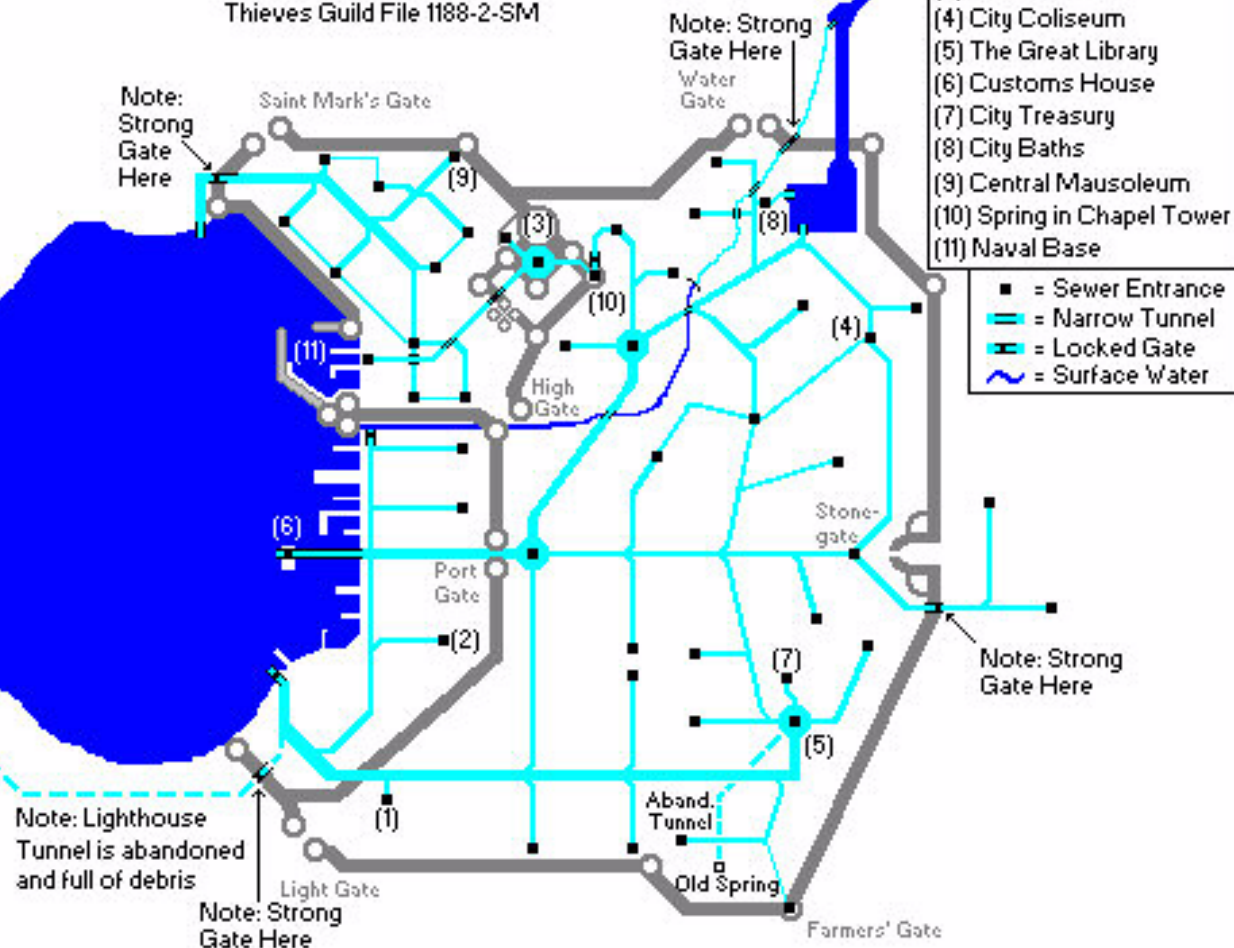 Thieves Guild File 1188-2-SM
(4) City Coliseum
(5) The Great Library
(6) Customs House
(7) City Treasury
(8) City Baths
(9) Central Mausoleum
(10) Spring in Chapel Tower
(11) Naval Base
= Sewer Entrance
= Narrow Tunnel
= Locked Gate
= Surface Water
Note: Strong
Gate Here
Water
Gate
Note:
Strong
Gate
Here
Saint Mark's Gate
(9)
(3)
(8)
(10)
(4)
(11)
High
Gate
Stone-
gate
(6)
Port
Gate
(2)
(7)
Note: Strong
Gate Here
(5)
Aband.
Tunnel
(1)
Note: Lighthouse
Tunnel is abandoned
and full of debris
Old Spring
Light Gate
Note: Strong
Gate Here
Farmers' Gate